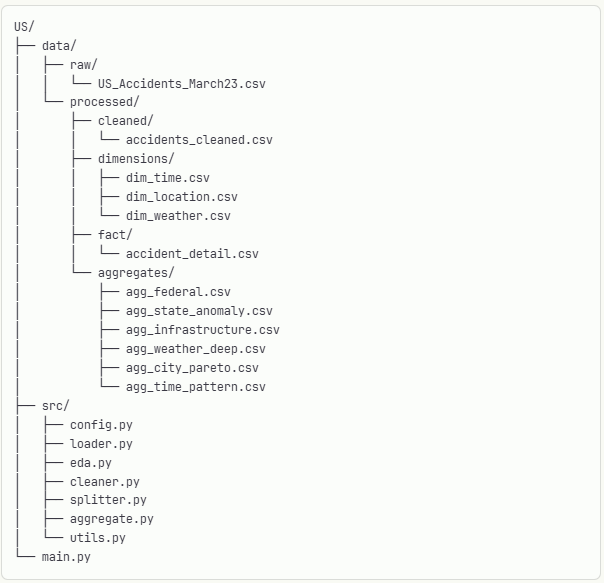 US/
├── data/
│   ├── raw/
│   │   └── US_Accidents_March23.csv
│   └── processed/
│       ├── cleaned/
│       │   └── accidents_cleaned.csv
│       ├── dimensions/
│       │   ├── dim_time.csv
│       │   ├── dim_location.csv
│       │   └── dim_weather.csv
│       ├── fact/
│       │   └── accident_detail.csv
│       └── aggregates/
│           ├── agg_federal.csv
│           ├── agg_state_anomaly.csv
│           ├── agg_infrastructure.csv
│           ├── agg_weather_deep.csv
│           ├── agg_city_pareto.csv
│           └── agg_time_pattern.csv
├── src/
│   ├── config.py
│   ├── loader.py
│   ├── eda.py
│   ├── cleaner.py
│   ├── splitter.py
│   ├── aggregate.py
│   └── utils.py
└── main.py